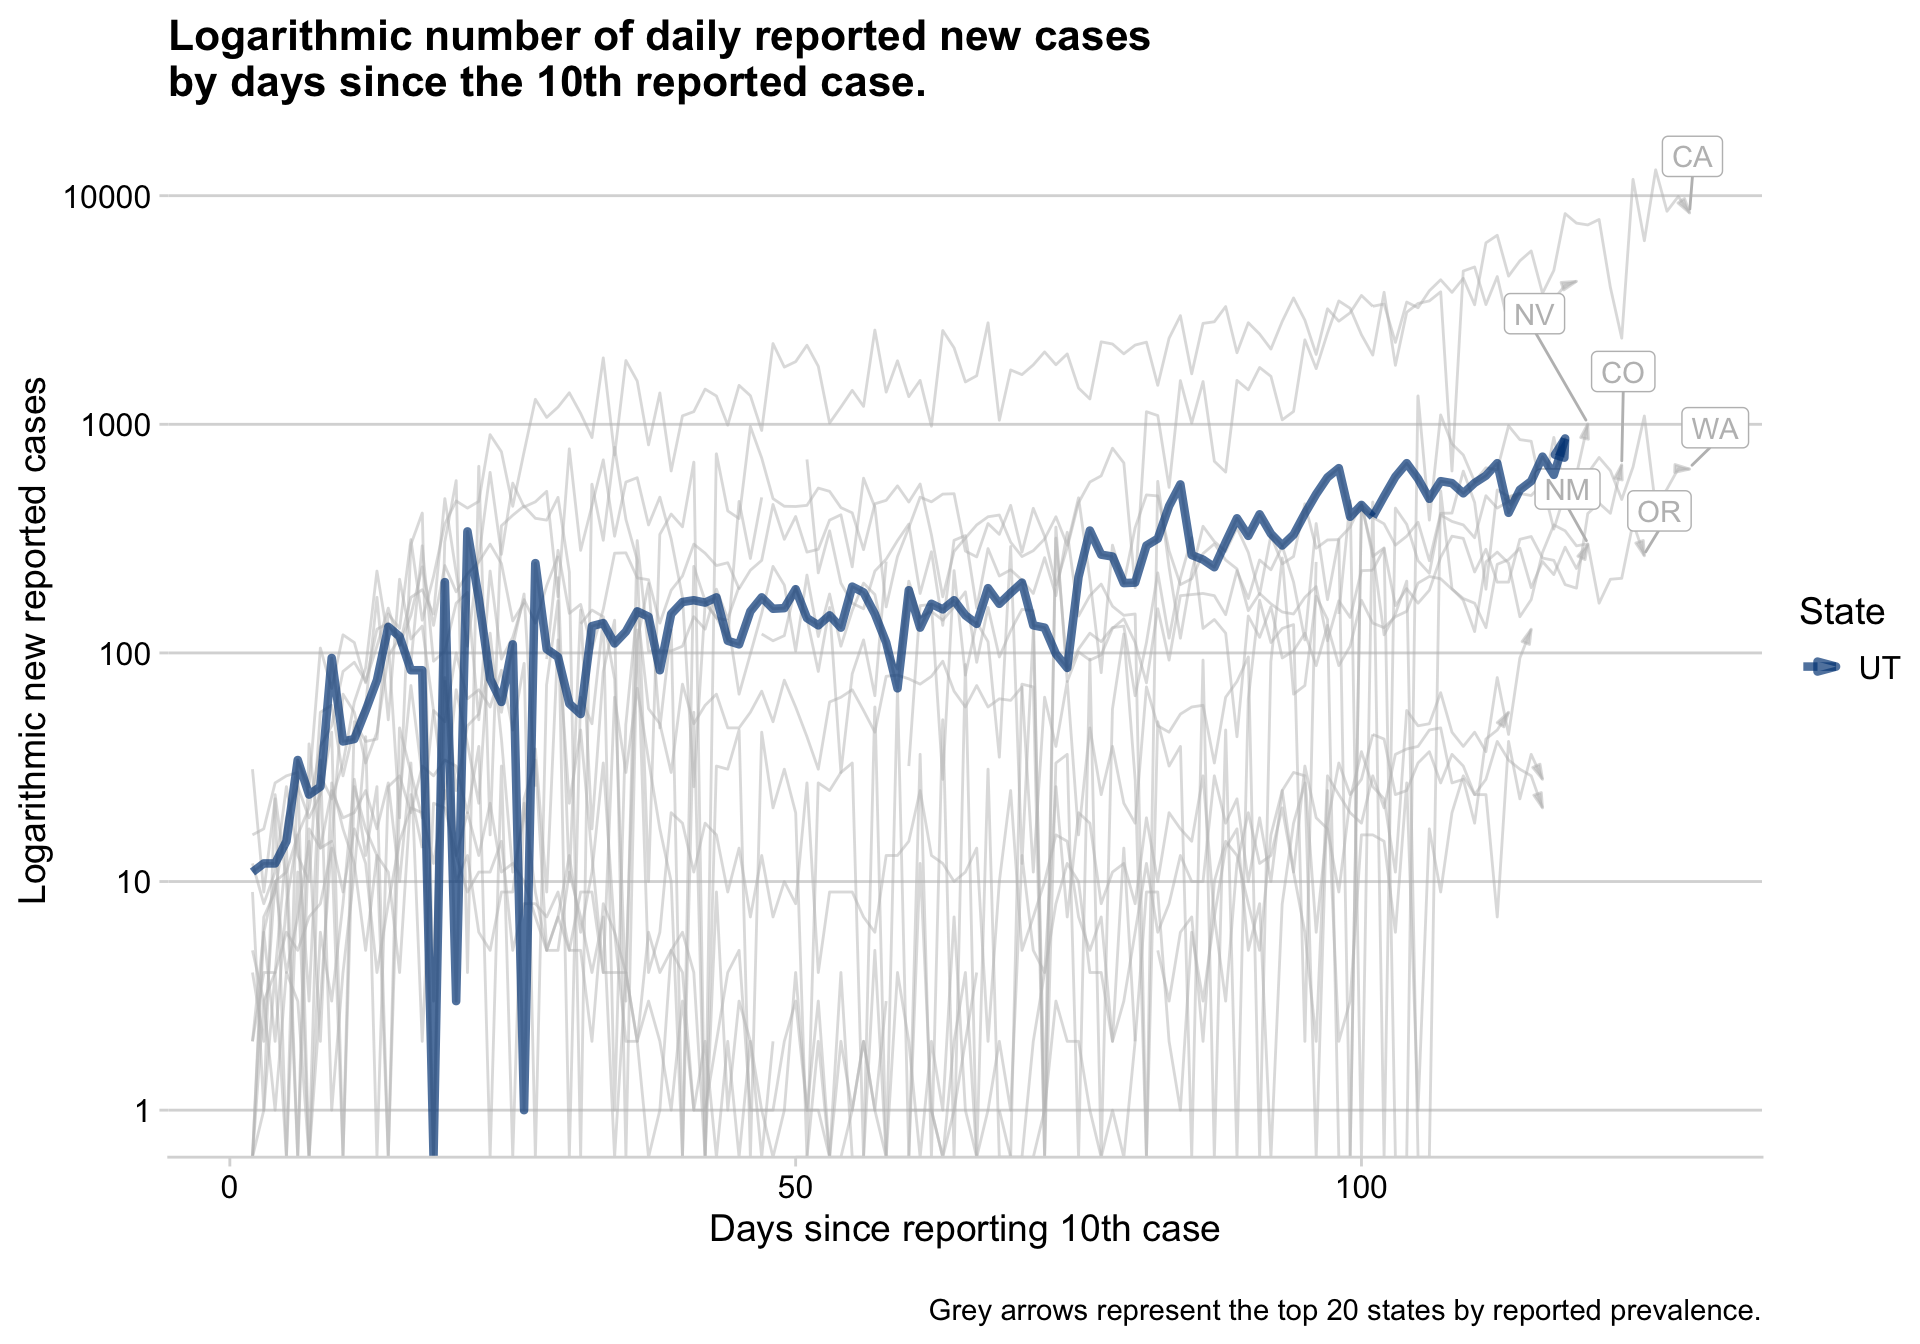 Logarithmic number of daily reported new cases
by days since the 10th reported case.
CA
10000
NV
CO
1000
WA
NM
OR
100
10
1
0
50
100
Logarithmic new reported cases
Days since reporting 10th case
State
UT
Grey arrows represent the top 20 states by reported prevalence.